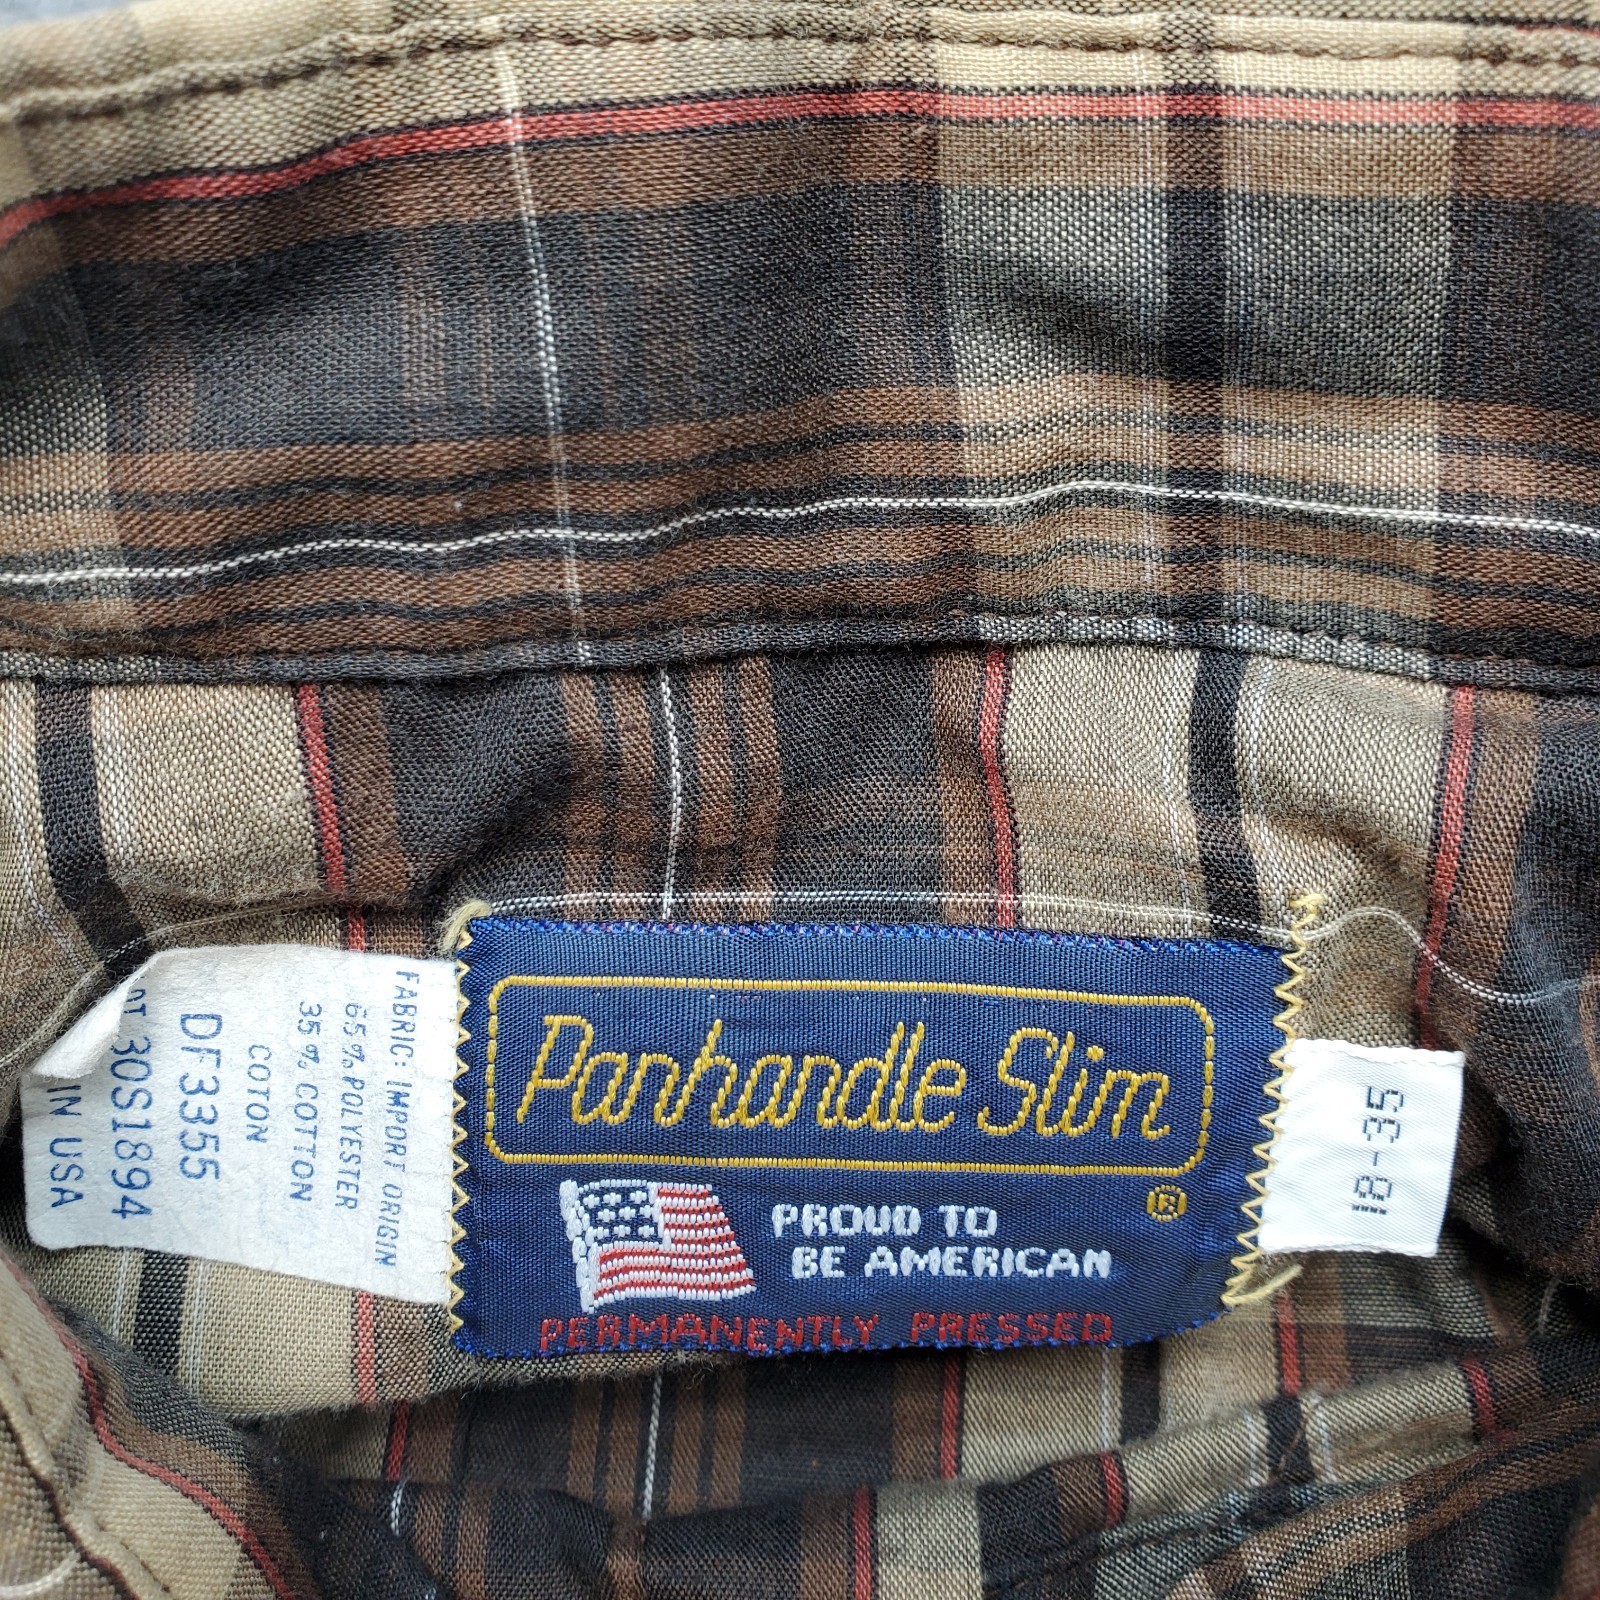 Panhandle Slim
®
PROUD TO
BE AMERICAN
PERMANENTLY PRESSED
18-35
FABRIC: IMPORT ORIGIN
65% POLYESTER
35% COTTON
COTON
DF3355
30S1894
IN USA